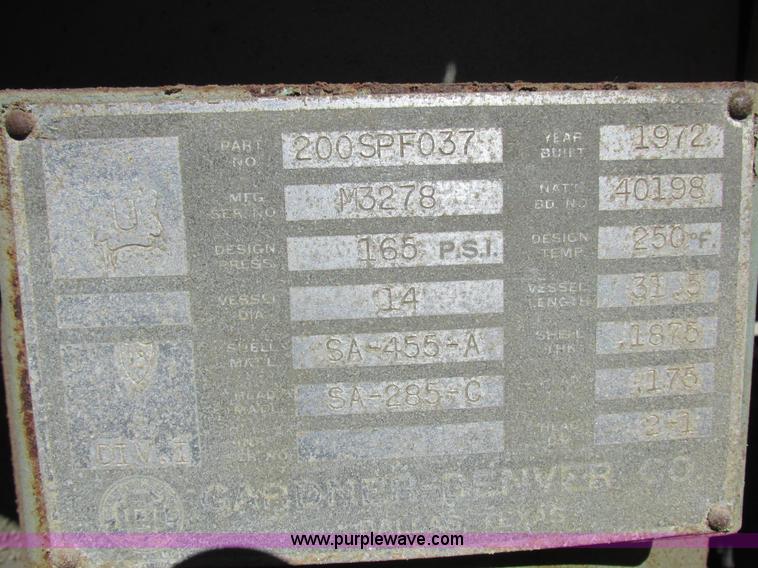 PART NO 200SPF037 YEAR BUILT 1972
U
MFG SER. NO M3278 NAT'L BD. NO. 40198
DESIGN PRESS. 165 P.S.I. DESIGN TEMP 250 °F.
VESSEL DIA 14 VESSEL LENGTH 31.5
SHELL MAT'L SA-455-A SHELL THK .1875
HEAD MAT'L SA-285-C .175
DIV.I HEAD 2-1
GARDNER-DENVER CO.
www.purplewave.com